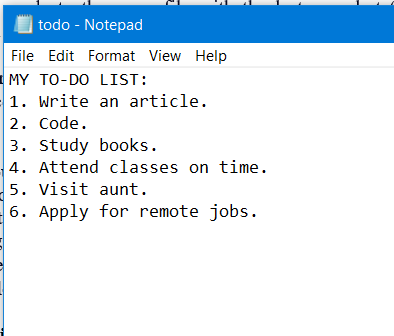 todo - Notepad
File Edit Format View Help
MY TO-DO LIST:
1. Write an article.
2. Code.
3. Study books.
4. Attend classes on time.
5. Visit aunt.
6. Apply for remote jobs.